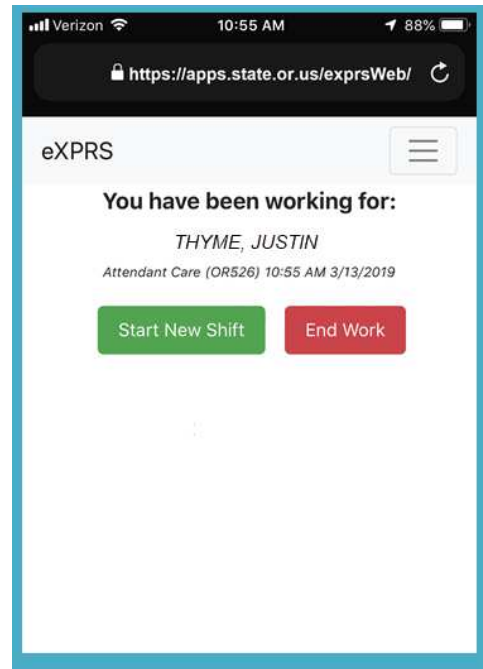 Verizon 10:55 AM 88%
https://apps.state.or.us/exprsWeb/
eXPRS
You have been working for:
THYME, JUSTIN
Attendant Care (OR526) 10:55 AM 3/13/2019
Start New Shift End Work